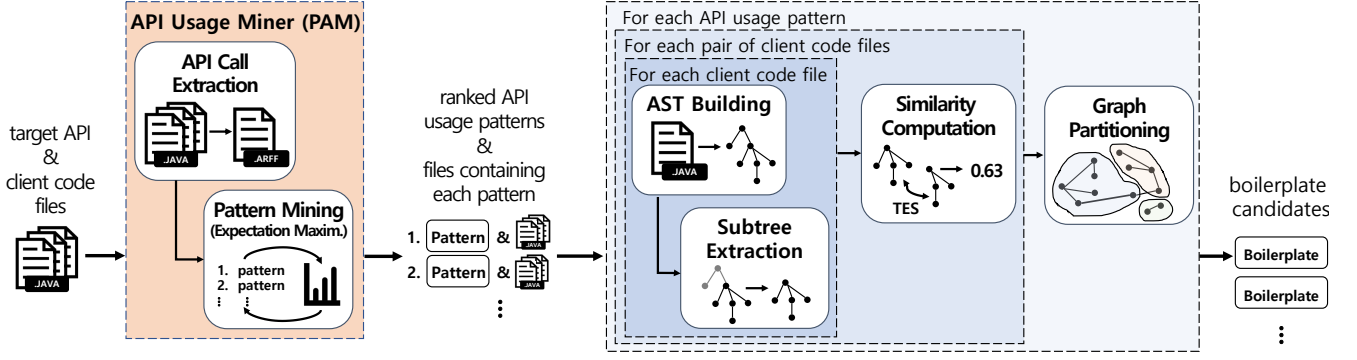 target API
&
client code
files
.JAVA
API Usage Miner (PAM)
API Call
Extraction
.JAVA
.ARFF
Pattern Mining
(Expectation Maxim.)
1. pattern
2. pattern
ranked API
usage patterns
&
files containing
each pattern
1. Pattern & .JAVA
2. Pattern & .JAVA
For each API usage pattern
For each pair of client code files
For each client code file
AST Building
.JAVA
Subtree
Extraction
Similarity
Computation
0.63
TES
Graph
Partitioning
boilerplate
candidates
Boilerplate
Boilerplate